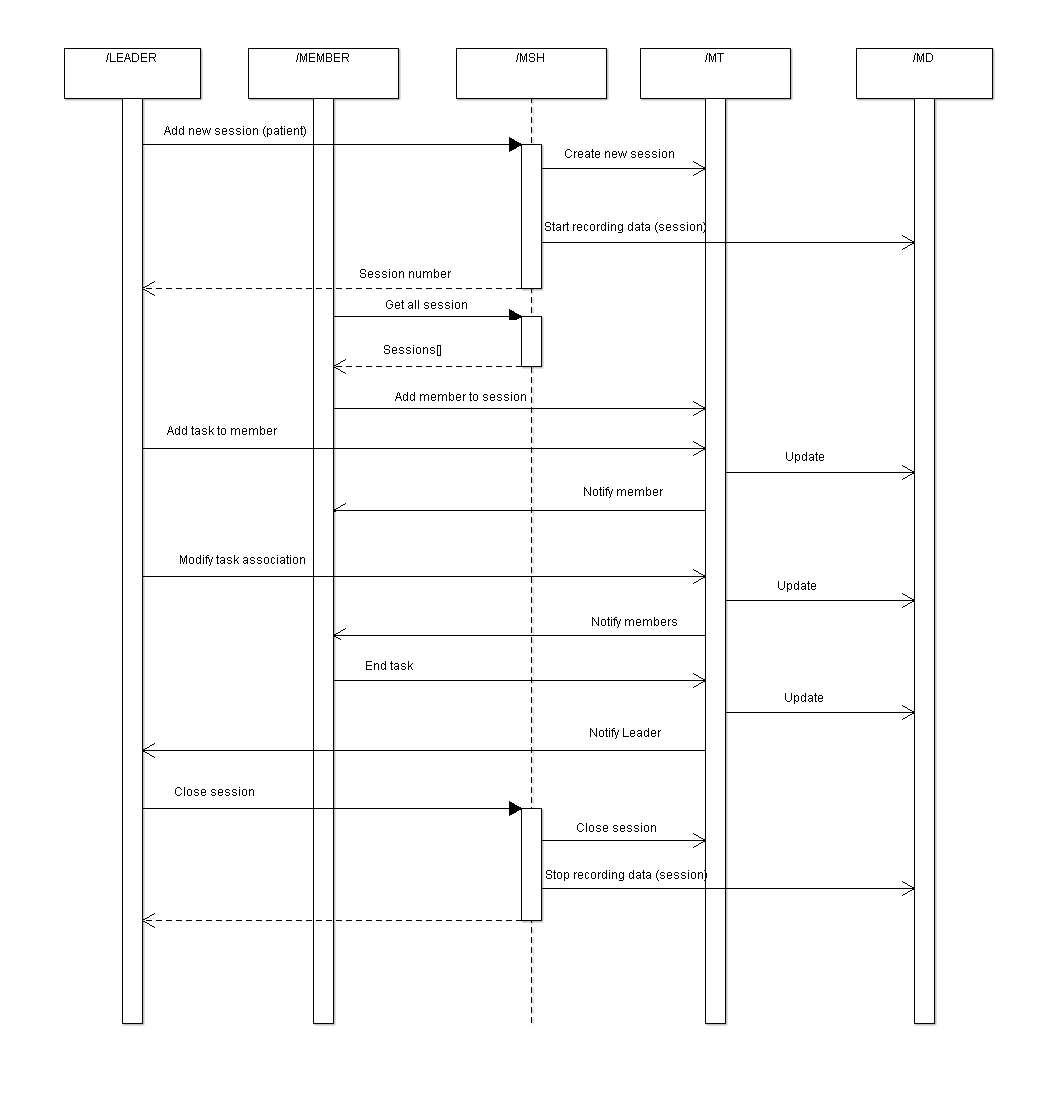 /LEADER
/MEMBER
/MSH
/MT
/MD
Add new session (patient)
Create new session
Start recording data (session)
Session number
Get all session
Sessions[]
Add member to session
Add task to member
Update
Notify member
Modify task association
Update
Notify members
End task
Update
Notify Leader
Close session
Close session
Stop recording data (session)